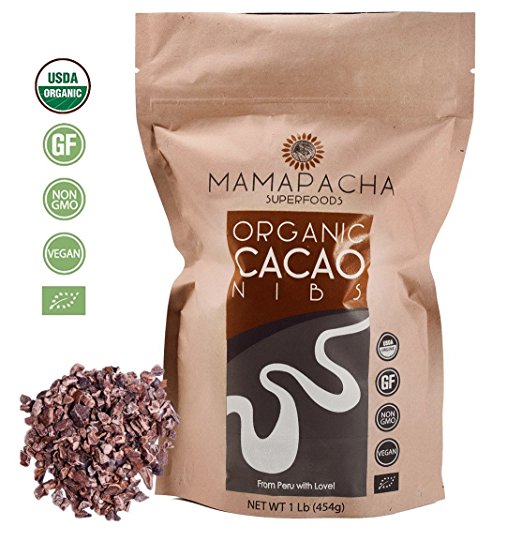 USDA
ORGANIC
GF
NON
GMO
VEGAN
MAMAPACHA
SUPERFOODS
ORGANIC
CACAO
NIBS
USDA
ORGANIC
GF
NON
GMO
VEGAN
From Peru with Love!
NET WT 1 Lb (454g)